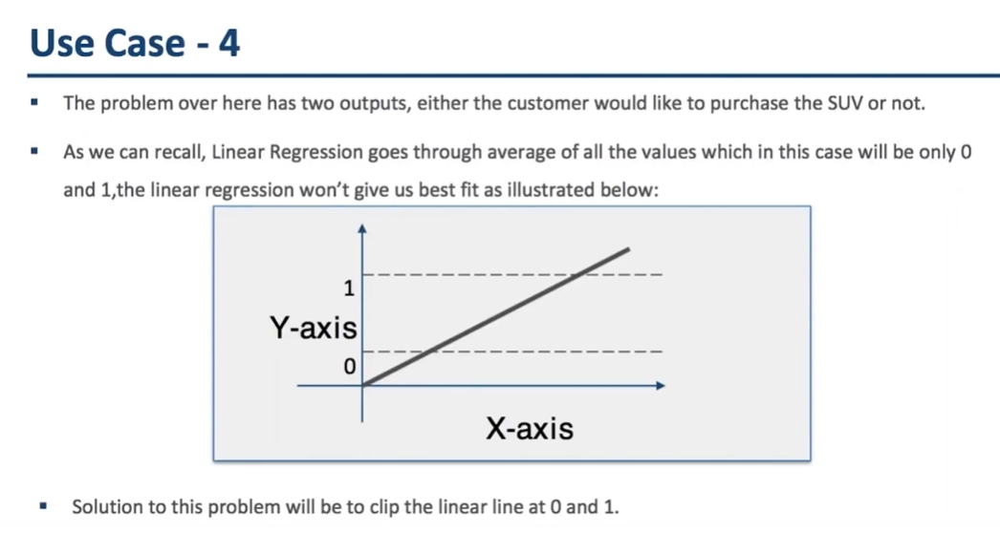 Use Case - 4
▪ The problem over here has two outputs, either the customer would like to purchase the SUV or not.
▪ As we can recall, Linear Regression goes through average of all the values which in this case will be only 0
and 1,the linear regression won’t give us best fit as illustrated below:
1
Y-axis
0
X-axis
▪ Solution to this problem will be to clip the linear line at 0 and 1.